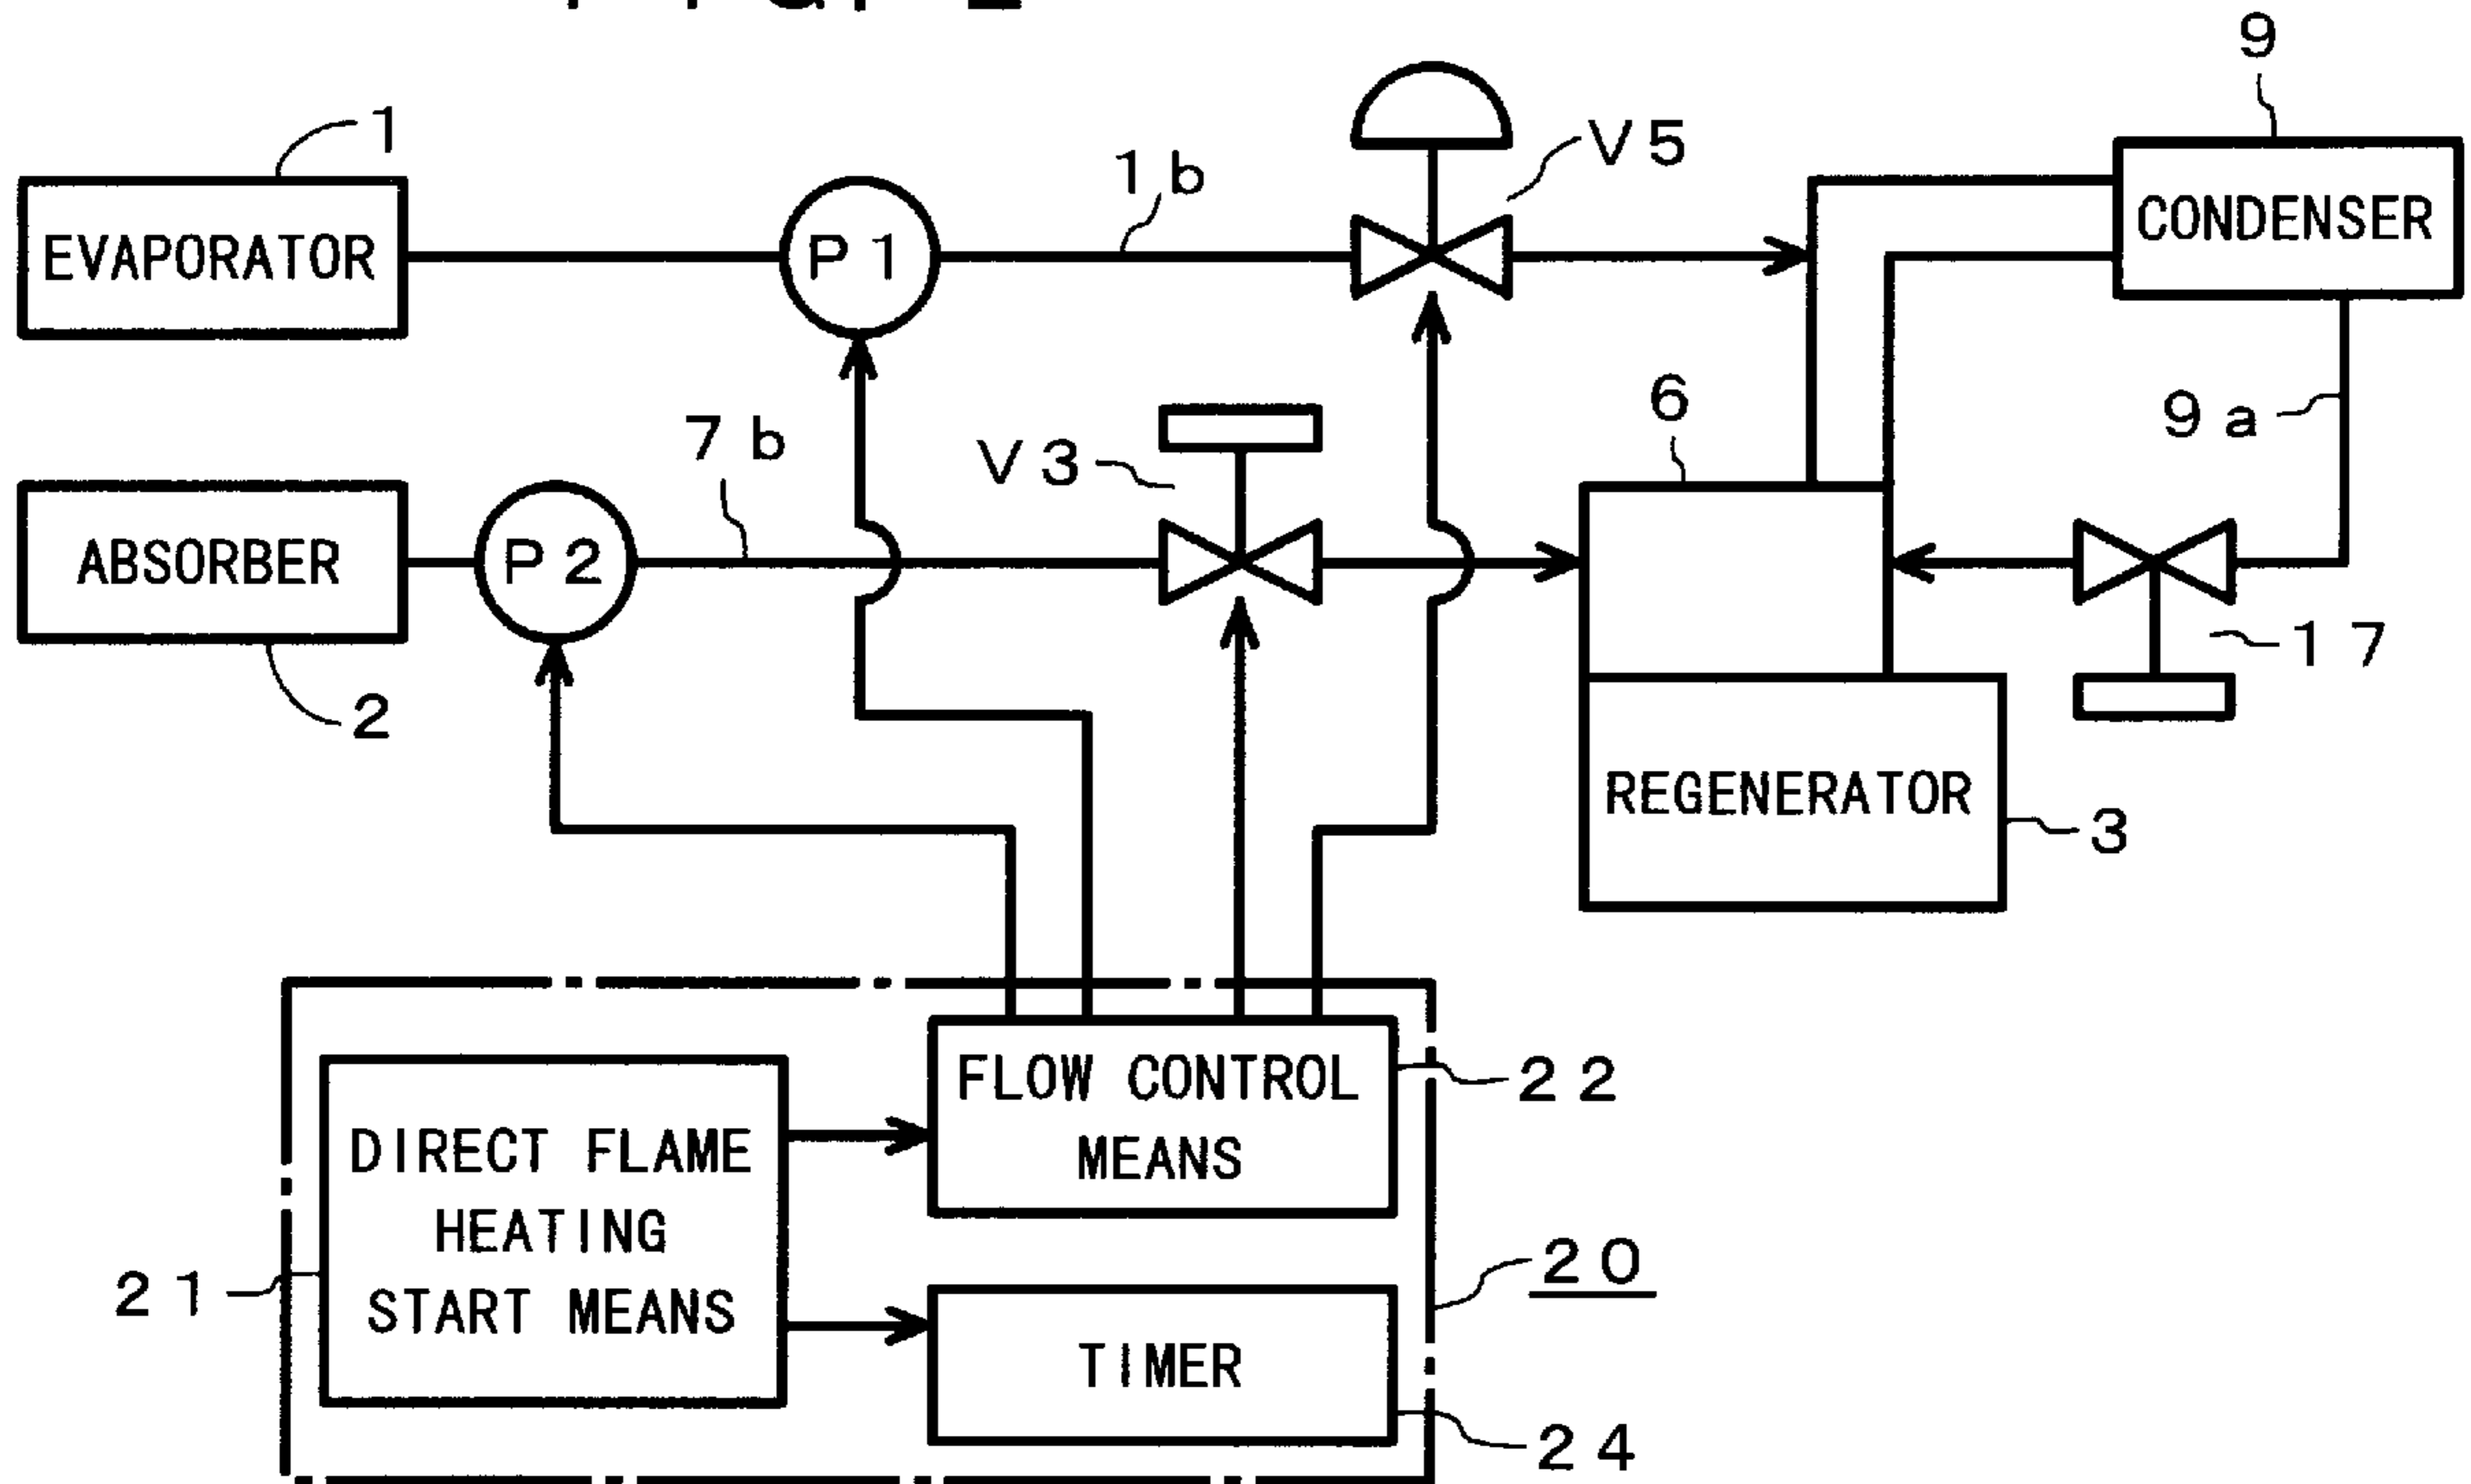 9
1
V5
1b
EVAPORATOR
P1
CONDENSER
6
9a
7b
V3
ABSORBER
P2
17
2
REGENERATOR
3
FLOW CONTROL
MEANS
22
DIRECT FLAME
HEATING
START MEANS
21
20
TIMER
24